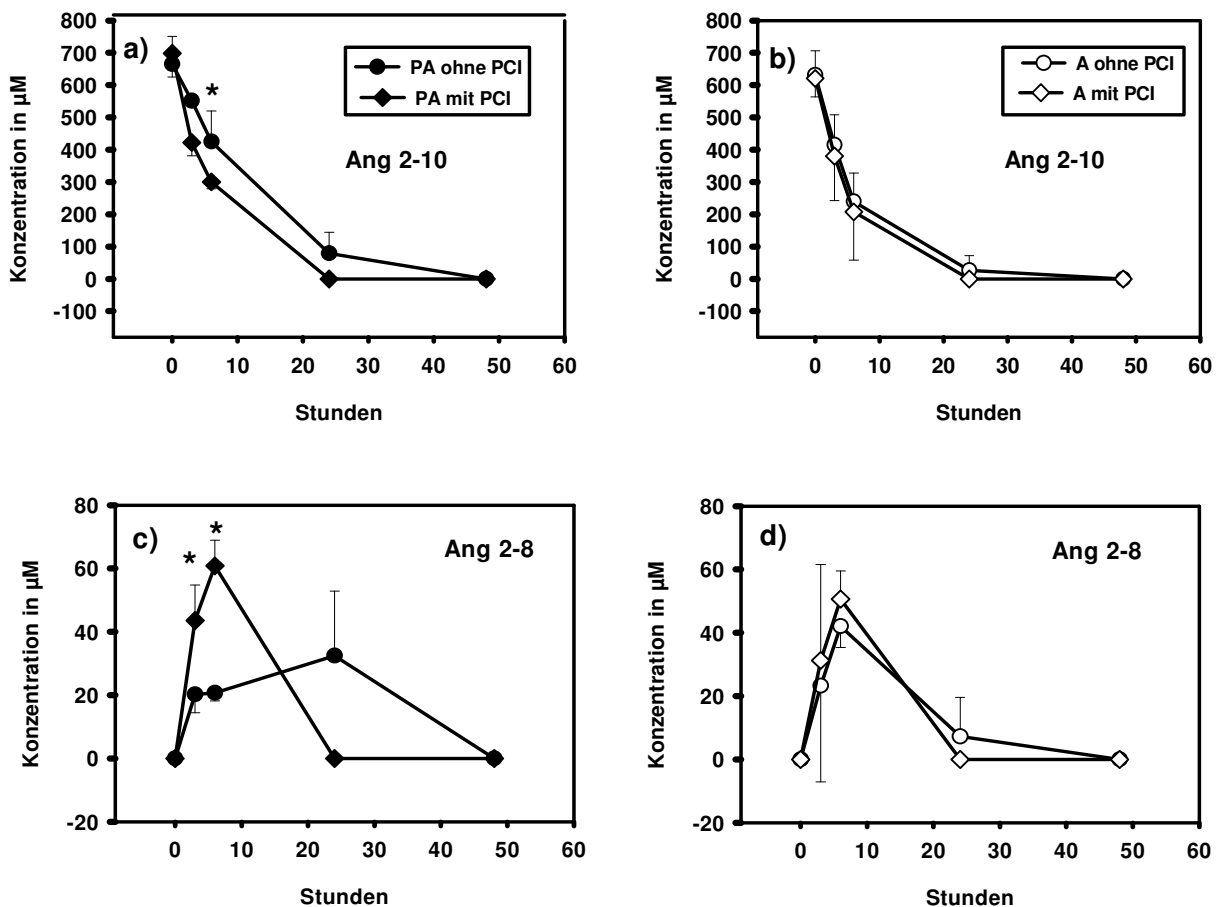 a)
800
700
600
500
400
300
200
100
0
-100
Konzentration in µM
*
PA ohne PCI
PA mit PCI
Ang 2-10
0 10 20 30 40 50 60
Stunden
b)
800
700
600
500
400
300
200
100
0
-100
Konzentration in µM
A ohne PCI
A mit PCI
Ang 2-10
0 10 20 30 40 50 60
Stunden
c)
80
60
40
20
0
-20
Konzentration in µM
*
*
Ang 2-8
0 10 20 30 40 50 60
Stunden
d)
80
60
40
20
0
-20
Konzentration in µM
Ang 2-8
0 10 20 30 40 50 60
Stunden